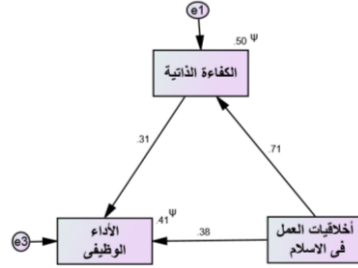 e1
.50 Ψ
الكفاءة الذاتية
.31
.71
e3
الأداء
الوظيفى
.41 Ψ
.38
أخلاقيات العمل
فى الاسلام